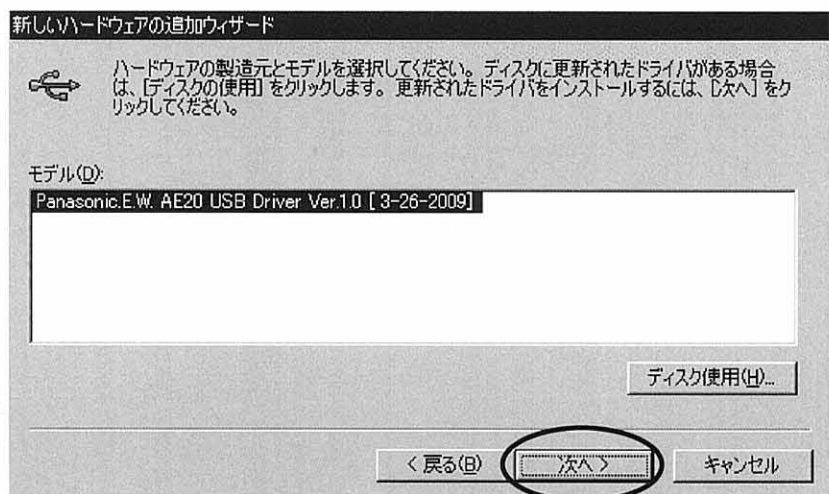 新しいハードウェアの追加ウィザード
ハードウェアの製造元とモデルを選択してください。ディスクに更新されたドライバがある場合
は、[ディスクの使用] をクリックします。 更新されたドライバをインストールするには、[次へ] をク
リックしてください。
モデル(D):
Panasonic.E.W. AE20 USB Driver Ver.1.0 [ 3-26-2009]
ディスク使用(H)...
< 戻る(B)
次へ >
キャンセル